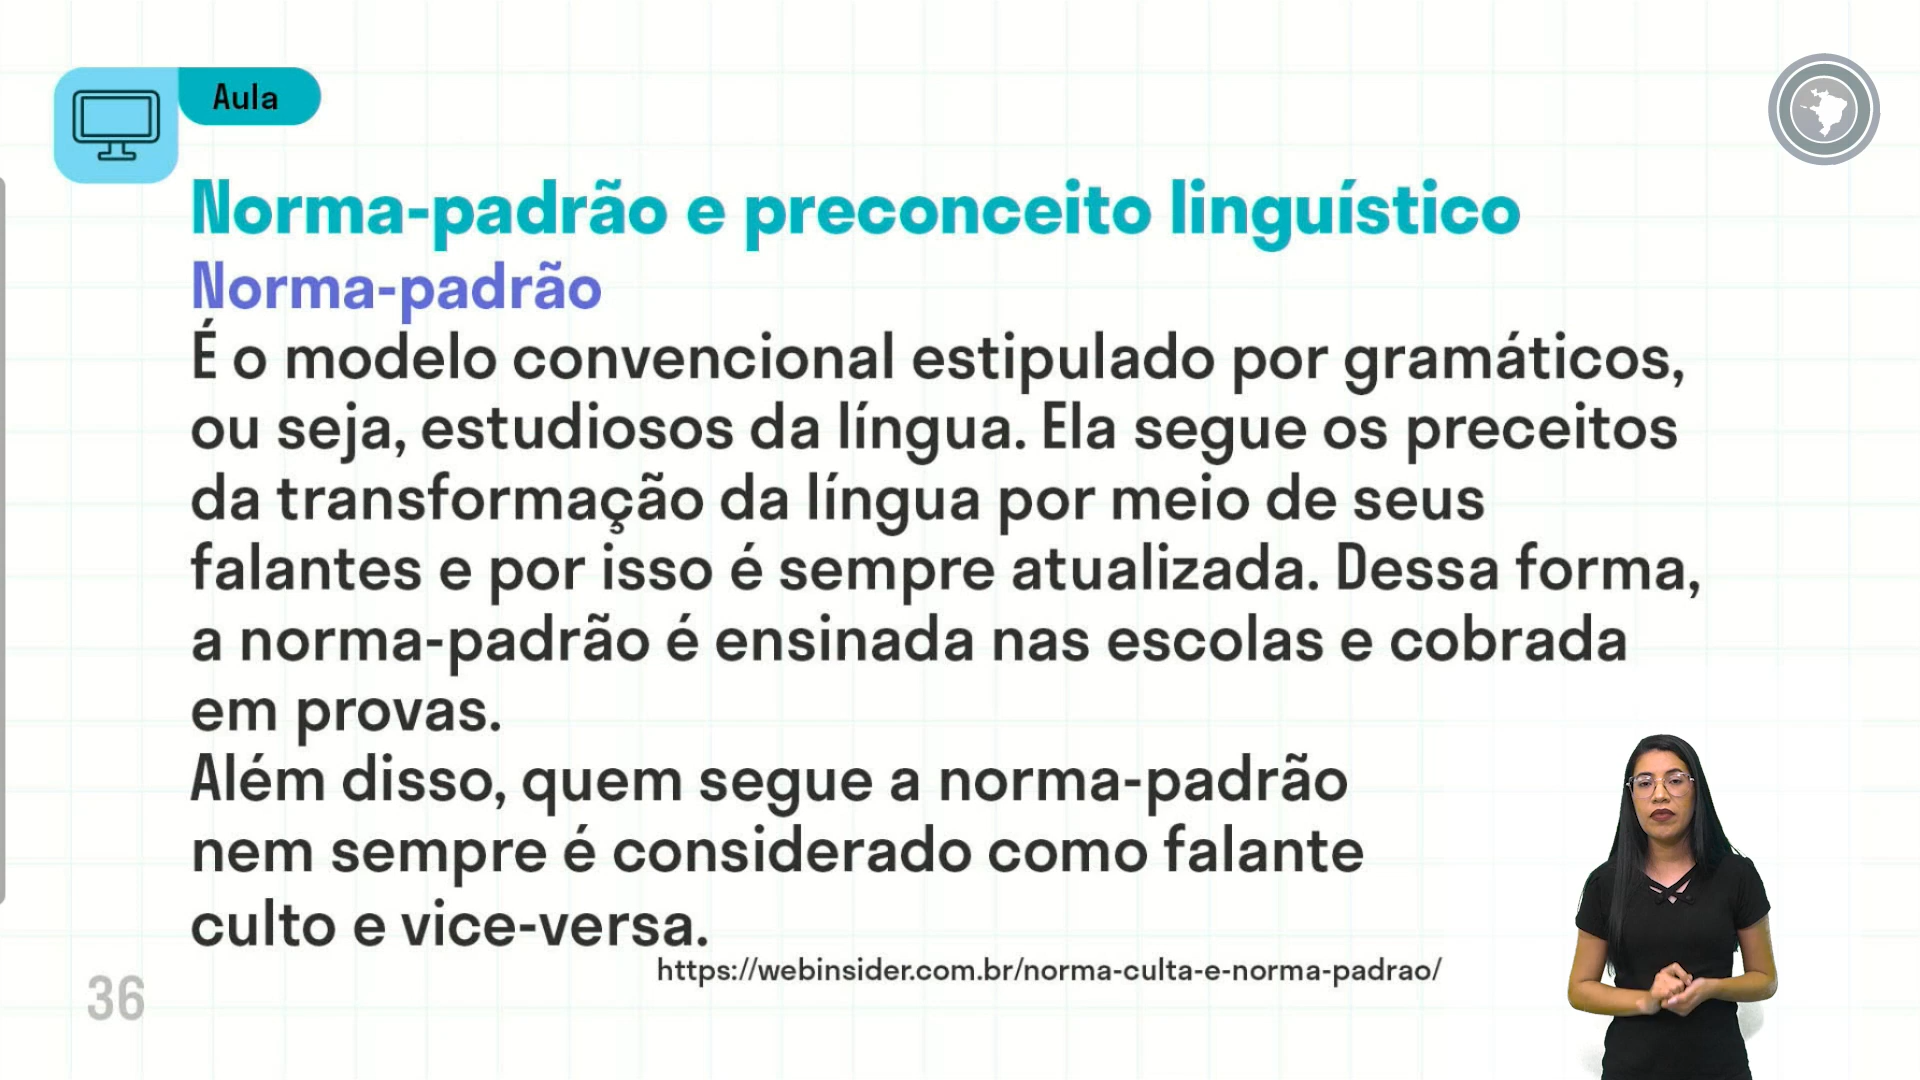 Aula
Norma-padrão e preconceito linguístico
Norma-padrão
É o modelo convencional estipulado por gramáticos,
ou seja, estudiosos da língua. Ela segue os preceitos
da transformação da língua por meio de seus
falantes e por isso é sempre atualizada. Dessa forma,
a norma-padrão é ensinada nas escolas e cobrada
em provas.
Além disso, quem segue a norma-padrão
nem sempre é considerado como falante
culto e vice-versa.
https://webinsider.com.br/norma-culta-e-norma-padrao/
36